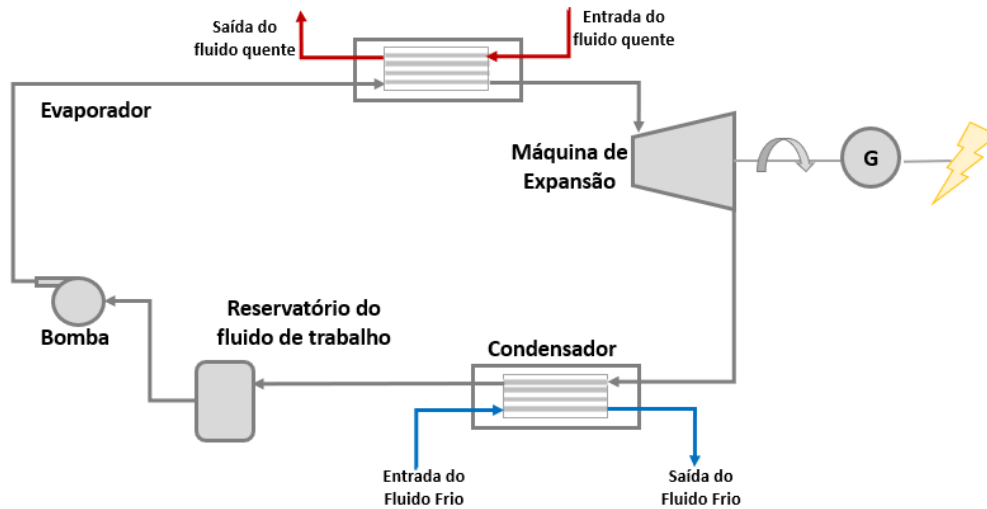 Saída do
fluido quente
Entrada do
fluido quente
Evaporador
Máquina de
Expansão
G
Reservatório do
fluido de trabalho
Bomba
Condensador
Entrada do
Fluido Frio
Saída do
Fluido Frio